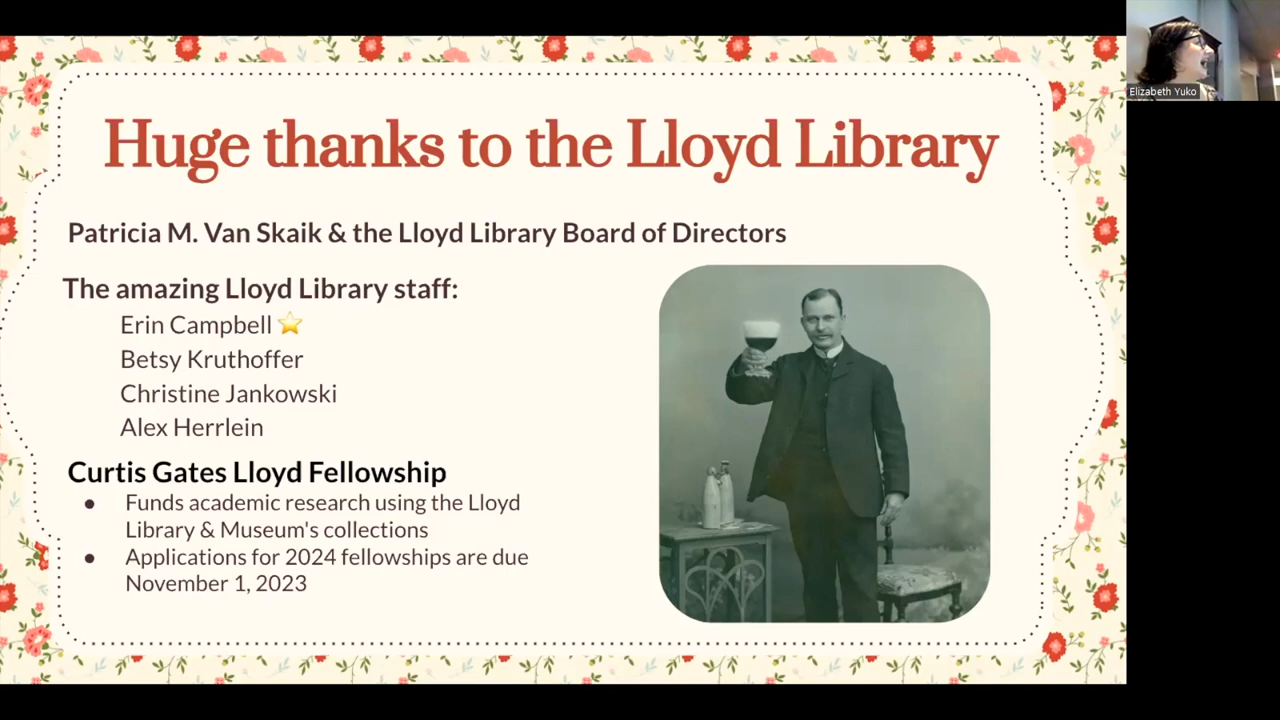 Huge thanks to the Lloyd Library
Patricia M. Van Skaik & the Lloyd Library Board of Directors
The amazing Lloyd Library staff:
Erin Campbell ⭐
Betsy Kruthoffer
Christine Jankowski
Alex Herrlein
Curtis Gates Lloyd Fellowship
● Funds academic research using the Lloyd
Library & Museum's collections
● Applications for 2024 fellowships are due
November 1, 2023
Elizabeth Yuko